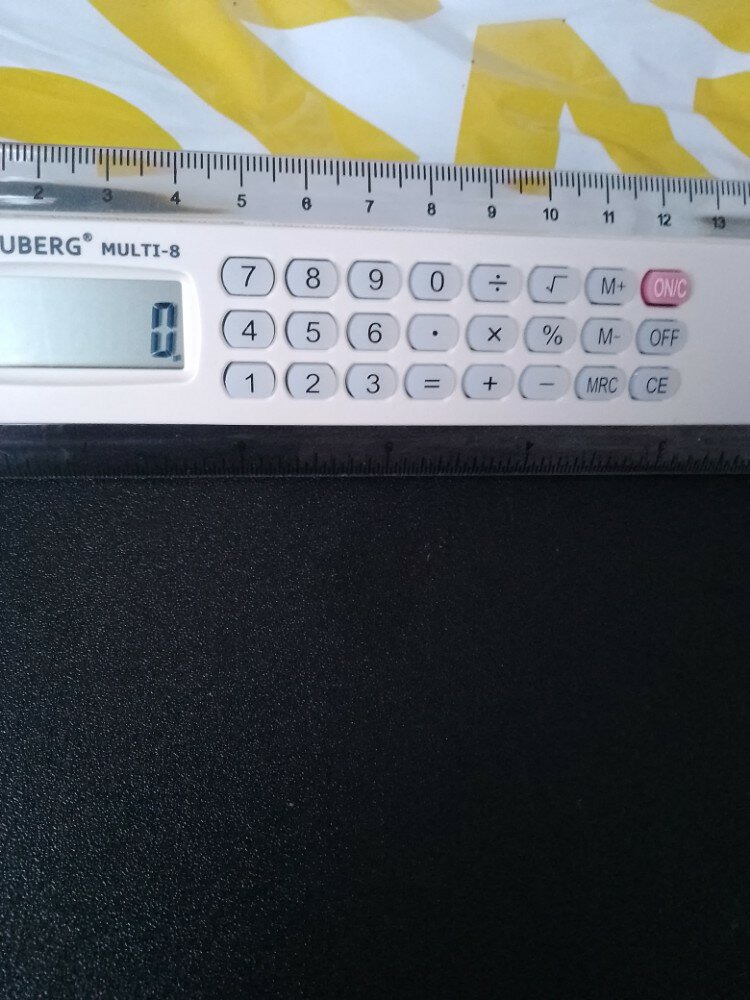 2 3 4 5 6 7 8 9 10 11 12 13
UBERG® MULTI-8
7 8 9 0 ÷ √ M+ ON/C
0.
4 5 6 · × % M- OFF
1 2 3 = + − MRC CE